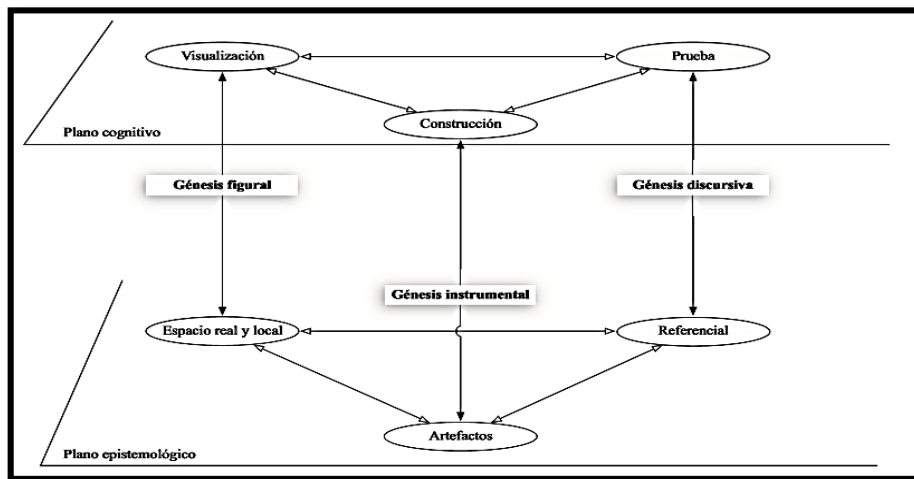 Visualización
Prueba
Construcción
Plano cognitivo
Génesis figural
Génesis discursiva
Génesis instrumental
Espacio real y local
Referencial
Artefactos
Plano epistemológico